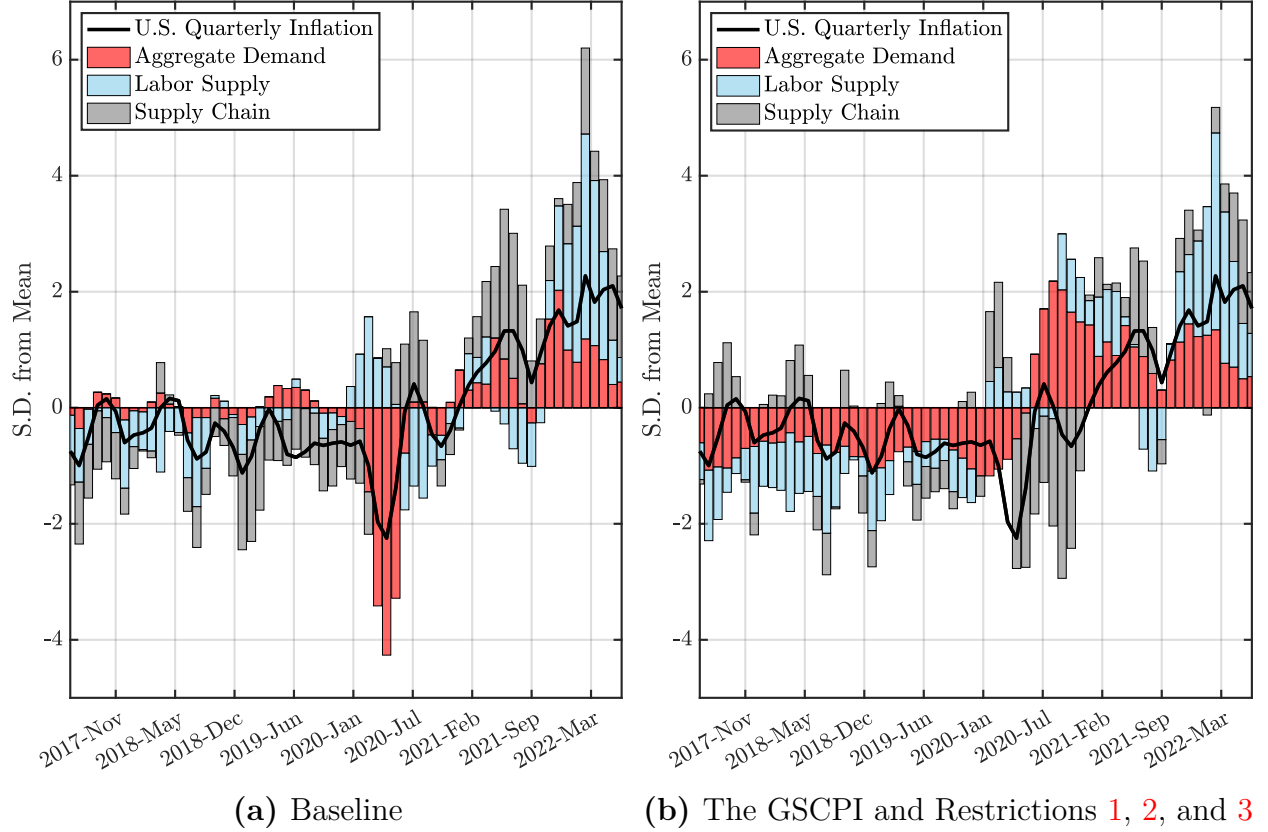 U.S. Quarterly Inflation
Aggregate Demand
Labor Supply
Supply Chain
S.D. from Mean
6
4
2
0
-2
-4
2017-Nov
2018-May
2018-Dec
2019-Jun
2020-Jan
2020-Jul
2021-Feb
2021-Sep
2022-Mar
(a) Baseline
U.S. Quarterly Inflation
Aggregate Demand
Labor Supply
Supply Chain
S.D. from Mean
6
4
2
0
-2
-4
2017-Nov
2018-May
2018-Dec
2019-Jun
2020-Jan
2020-Jul
2021-Feb
2021-Sep
2022-Mar
(b) The GSCPI and Restrictions 1, 2, and 3